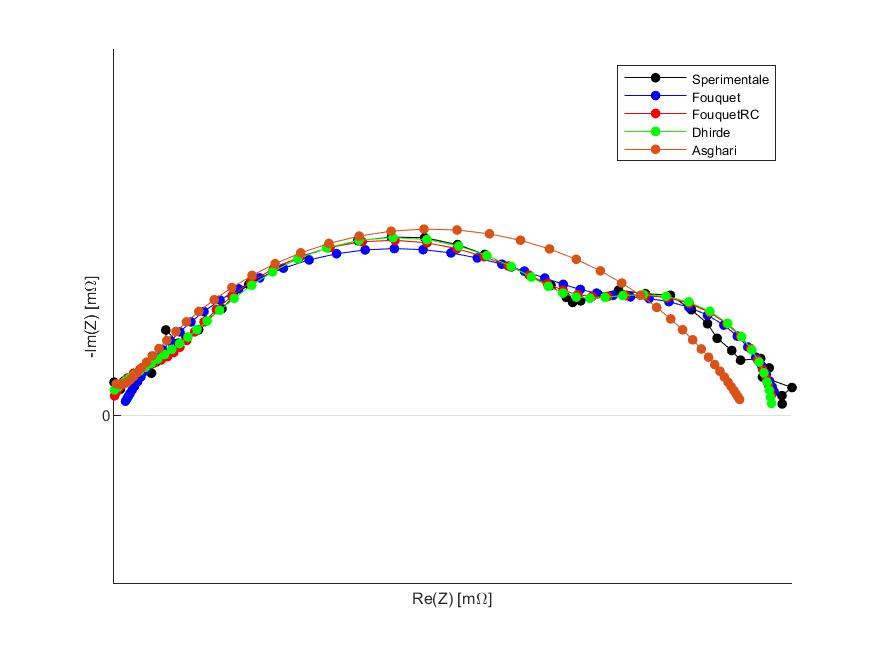 Sperimentale
Fouquet
FouquetRC
Dhirde
Asghari
-Im(Z) [mΩ]
0
Re(Z) [mΩ]